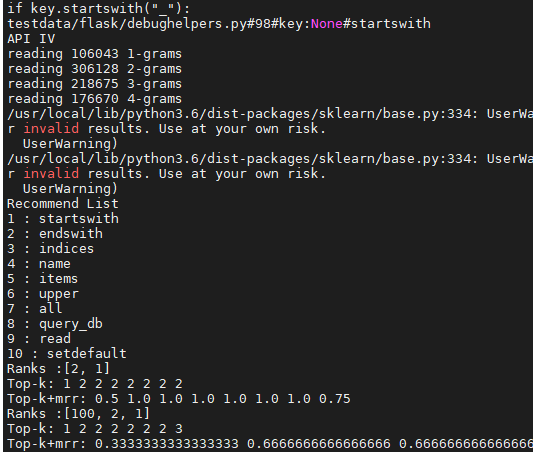 if key.startswith("_"):
testdata/flask/debughelpers.py#98#key:None#startswith
API IV
reading 106043 1-grams
reading 306128 2-grams
reading 218675 3-grams
reading 176670 4-grams
/usr/local/lib/python3.6/dist-packages/sklearn/base.py:334: UserWa
r invalid results. Use at your own risk.
  UserWarning)
/usr/local/lib/python3.6/dist-packages/sklearn/base.py:334: UserWa
r invalid results. Use at your own risk.
  UserWarning)
Recommend List
1 : startswith
2 : endswith
3 : indices
4 : name
5 : items
6 : upper
7 : all
8 : query_db
9 : read
10 : setdefault
Ranks :[2, 1]
Top-k: 1 2 2 2 2 2 2 2
Top-k+mrr: 0.5 1.0 1.0 1.0 1.0 1.0 1.0 0.75
Ranks :[100, 2, 1]
Top-k: 1 2 2 2 2 2 2 3
Top-k+mrr: 0.3333333333333333 0.6666666666666666 0.666666666666666